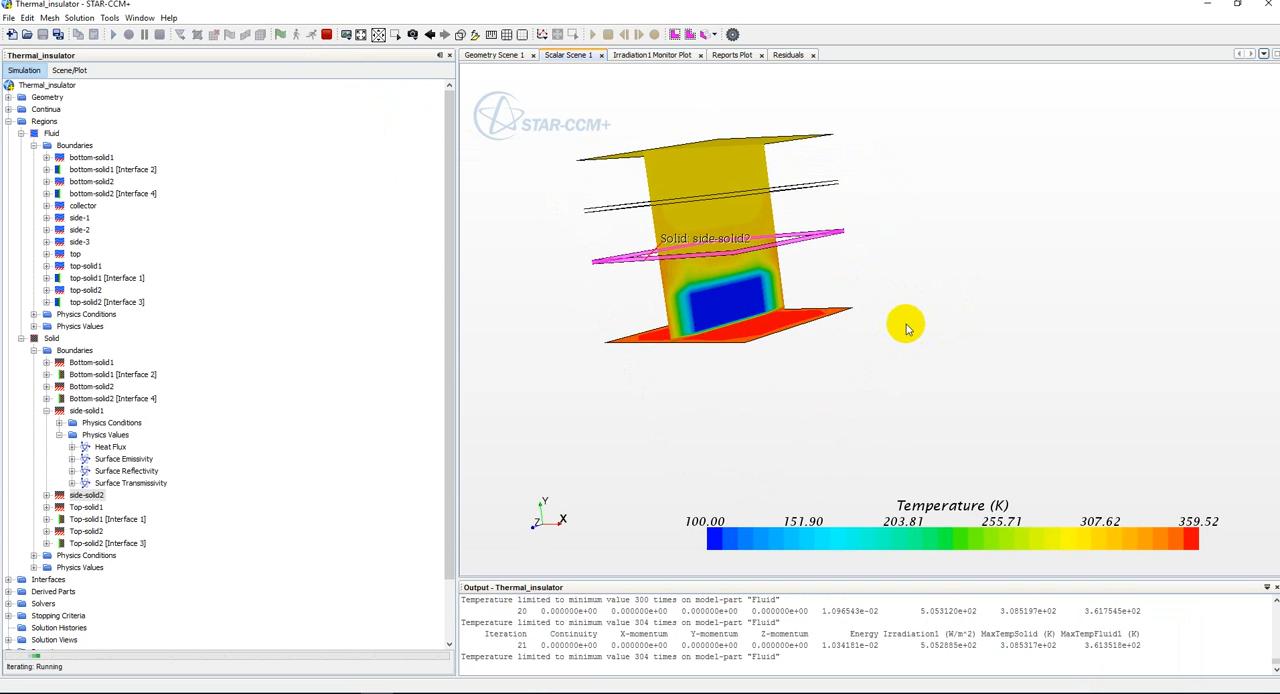 Thermal_insulator - STAR-CCM+
File Edit Mesh Solution Tools Window Help
Thermal_insulator
Simulation Scene/Plot
Thermal_insulator
Geometry
Continua
Regions
Fluid
Boundaries
bottom-solid1
bottom-solid1 [Interface 2]
bottom-solid2
bottom-solid2 [Interface 4]
collector
side-1
side-2
side-3
top
top-solid1
top-solid1 [Interface 1]
top-solid2
top-solid2 [Interface 3]
Physics Conditions
Physics Values
Solid
Boundaries
Bottom-solid1
Bottom-solid1 [Interface 2]
Bottom-solid2
Bottom-solid2 [Interface 4]
side-solid1
Physics Conditions
Physics Values
Heat Flux
Surface Emissivity
Surface Reflectivity
Surface Transmissivity
side-solid2
Top-solid1
Top-solid1 [Interface 1]
Top-solid2
Top-solid2 [Interface 3]
Physics Conditions
Physics Values
Interfaces
Derived Parts
Solvers
Stopping Criteria
Solution Histories
Solution Views
Iterating: Running
Geometry Scene 1 Scalar Scene 1 Irradiation1 Monitor Plot Reports Plot Residuals
STAR-CCM+
Solid: side-solid2
Y
Z X
Temperature (K)
100.00 151.90 203.81 255.71 307.62 359.52
Output - Thermal_insulator
Temperature limited to minimum value 300 times on model-part "Fluid"
20 0.000000e+00 0.000000e+00 0.000000e+00 0.000000e+00 1.096543e-02 5.053120e+02 3.085197e+02 3.617545e+02
Temperature limited to minimum value 304 times on model-part "Fluid"
Iteration Continuity X-momentum Y-momentum Z-momentum Energy Irradiation1 (W/m^2) MaxTempSolid (K) MaxTempFluid1 (K)
21 0.000000e+00 0.000000e+00 0.000000e+00 0.000000e+00 1.034181e-02 5.052885e+02 3.085317e+02 3.613518e+02
Temperature limited to minimum value 304 times on model-part "Fluid"